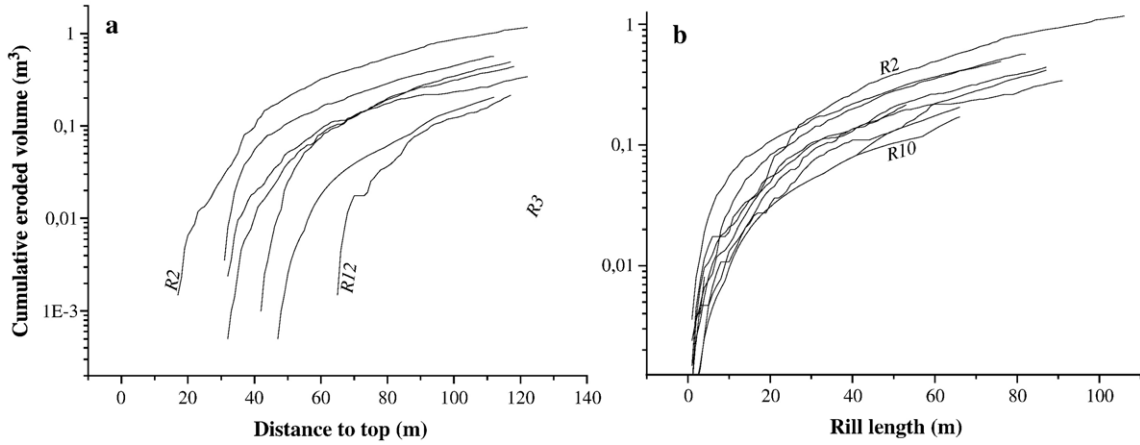 a
Cumulative eroded volume (m³)
1
0,1
0,01
1E-3
R2
R12
R3
0 20 40 60 80 100 120 140
Distance to top (m)
b
1
0,1
0,01
R2
R10
0 20 40 60 80 100
Rill length (m)